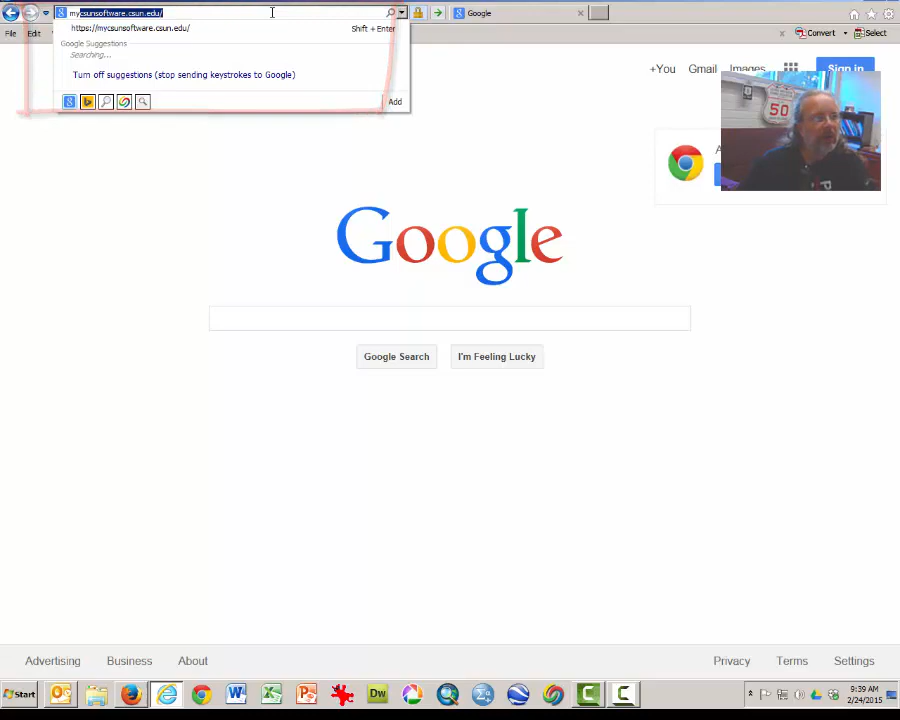 mycsunsoftware.csun.edu/
Google
https://mycsunsoftware.csun.edu/ Shift + Enter
File Edit
Convert Select
Google Suggestions
Searching...
Turn off suggestions (stop sending keystrokes to Google)
Add
+You Gmail Images Sign in
50
Google
Google Search I'm Feeling Lucky
Advertising Business About Privacy Terms Settings
Start
Dw
9:39 AM
2/24/2015